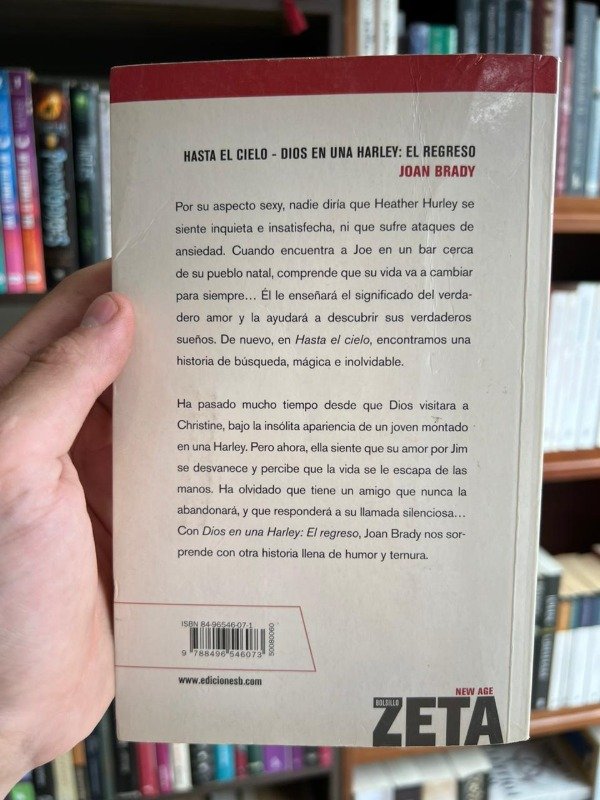 HASTA EL CIELO - DIOS EN UNA HARLEY: EL REGRESO
JOAN BRADY
Por su aspecto sexy, nadie diría que Heather Hurley se
siente inquieta e insatisfecha, ni que sufre ataques de
ansiedad. Cuando encuentra a Joe en un bar cerca
de su pueblo natal, comprende que su vida va a cambiar
para siempre... Él le enseñará el significado del verda-
dero amor y la ayudará a descubrir sus verdaderos
sueños. De nuevo, en Hasta el cielo, encontramos una
historia de búsqueda, mágica e inolvidable.
Ha pasado mucho tiempo desde que Dios visitara a
Christine, bajo la insólita apariencia de un joven montado
en una Harley. Pero ahora, ella siente que su amor por Jim
se desvanece y percibe que la vida se le escapa de las
manos. Ha olvidado que tiene un amigo que nunca la
abandonará, y que responderá a su llamada silenciosa...
Con Dios en una Harley: El regreso, Joan Brady nos sor-
prende con otra historia llena de humor y ternura.
ISBN 84-96546-07-1
9 788496 546073
50080060
www.edicionesb.com
NEW AGE
BOLSILLO
ZETA